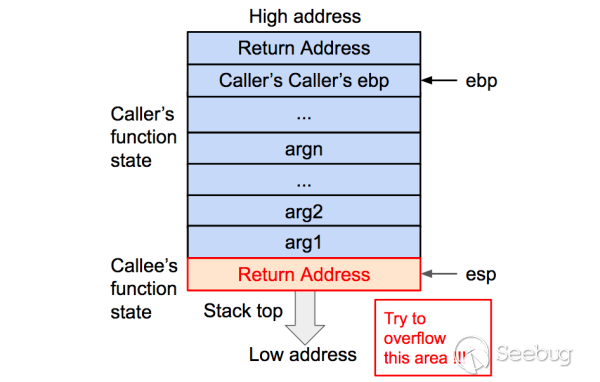 High address
Return Address
Caller’s Caller’s ebp
ebp
Caller’s
function
state
...
argn
...
arg2
arg1
Callee’s
function
state
Return Address
esp
Stack top
Low address
Try to
overflow
this area !!!
Seebug